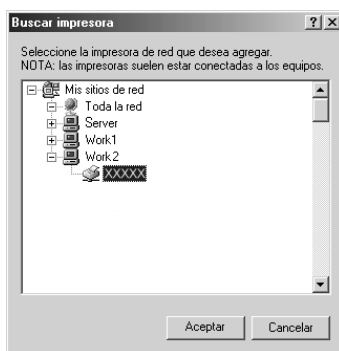 Buscar impresora
Seleccione la impresora de red que desea agregar.
NOTA: las impresoras suelen estar conectadas a los equipos.
Mis sitios de red
Toda la red
Server
Work1
Work2
XXXXX
Aceptar
Cancelar